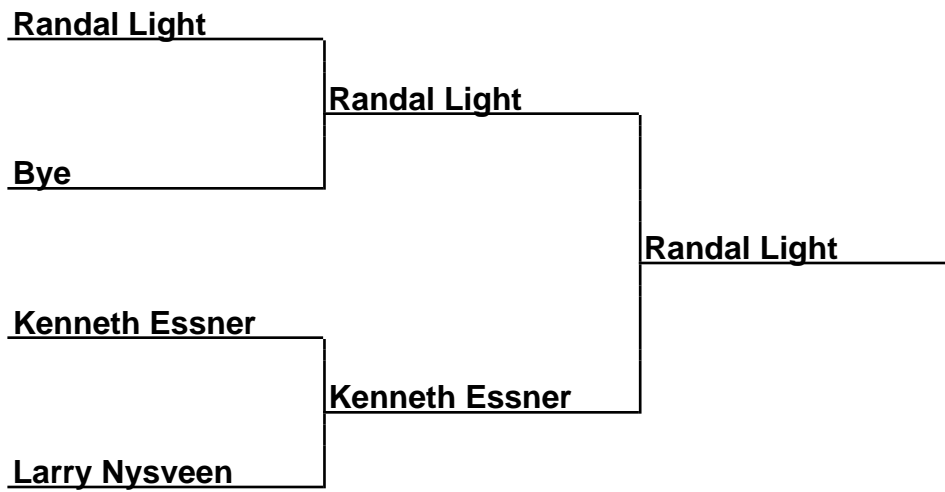 Randal Light
Randal Light
Bye
Randal Light
Kenneth Essner
Kenneth Essner
Larry Nysveen